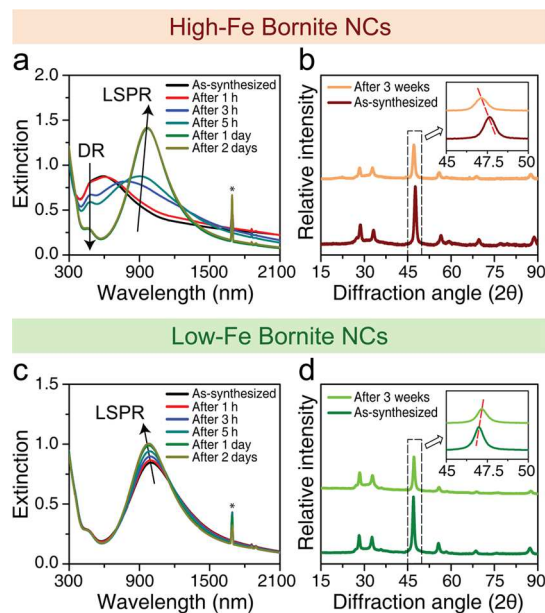 High-Fe Bornite NCs
a
2.0
1.5
1.0
0.5
0.0
Extinction
DR
LSPR
As-synthesized
After 1 h
After 3 h
After 5 h
After 1 day
After 2 days
*
300 900 1500 2100
Wavelength (nm)
b
Relative intensity
After 3 weeks
As-synthesized
45 47.5 50
15 30 45 60 75 90
Diffraction angle (2θ)
Low-Fe Bornite NCs
c
1.5
1.0
0.5
0.0
Extinction
LSPR
As-synthesized
After 1 h
After 3 h
After 5 h
After 1 day
After 2 days
*
300 900 1500 2100
Wavelength (nm)
d
Relative intensity
After 3 weeks
As-synthesized
45 47.5 50
15 30 45 60 75 90
Diffraction angle (2θ)